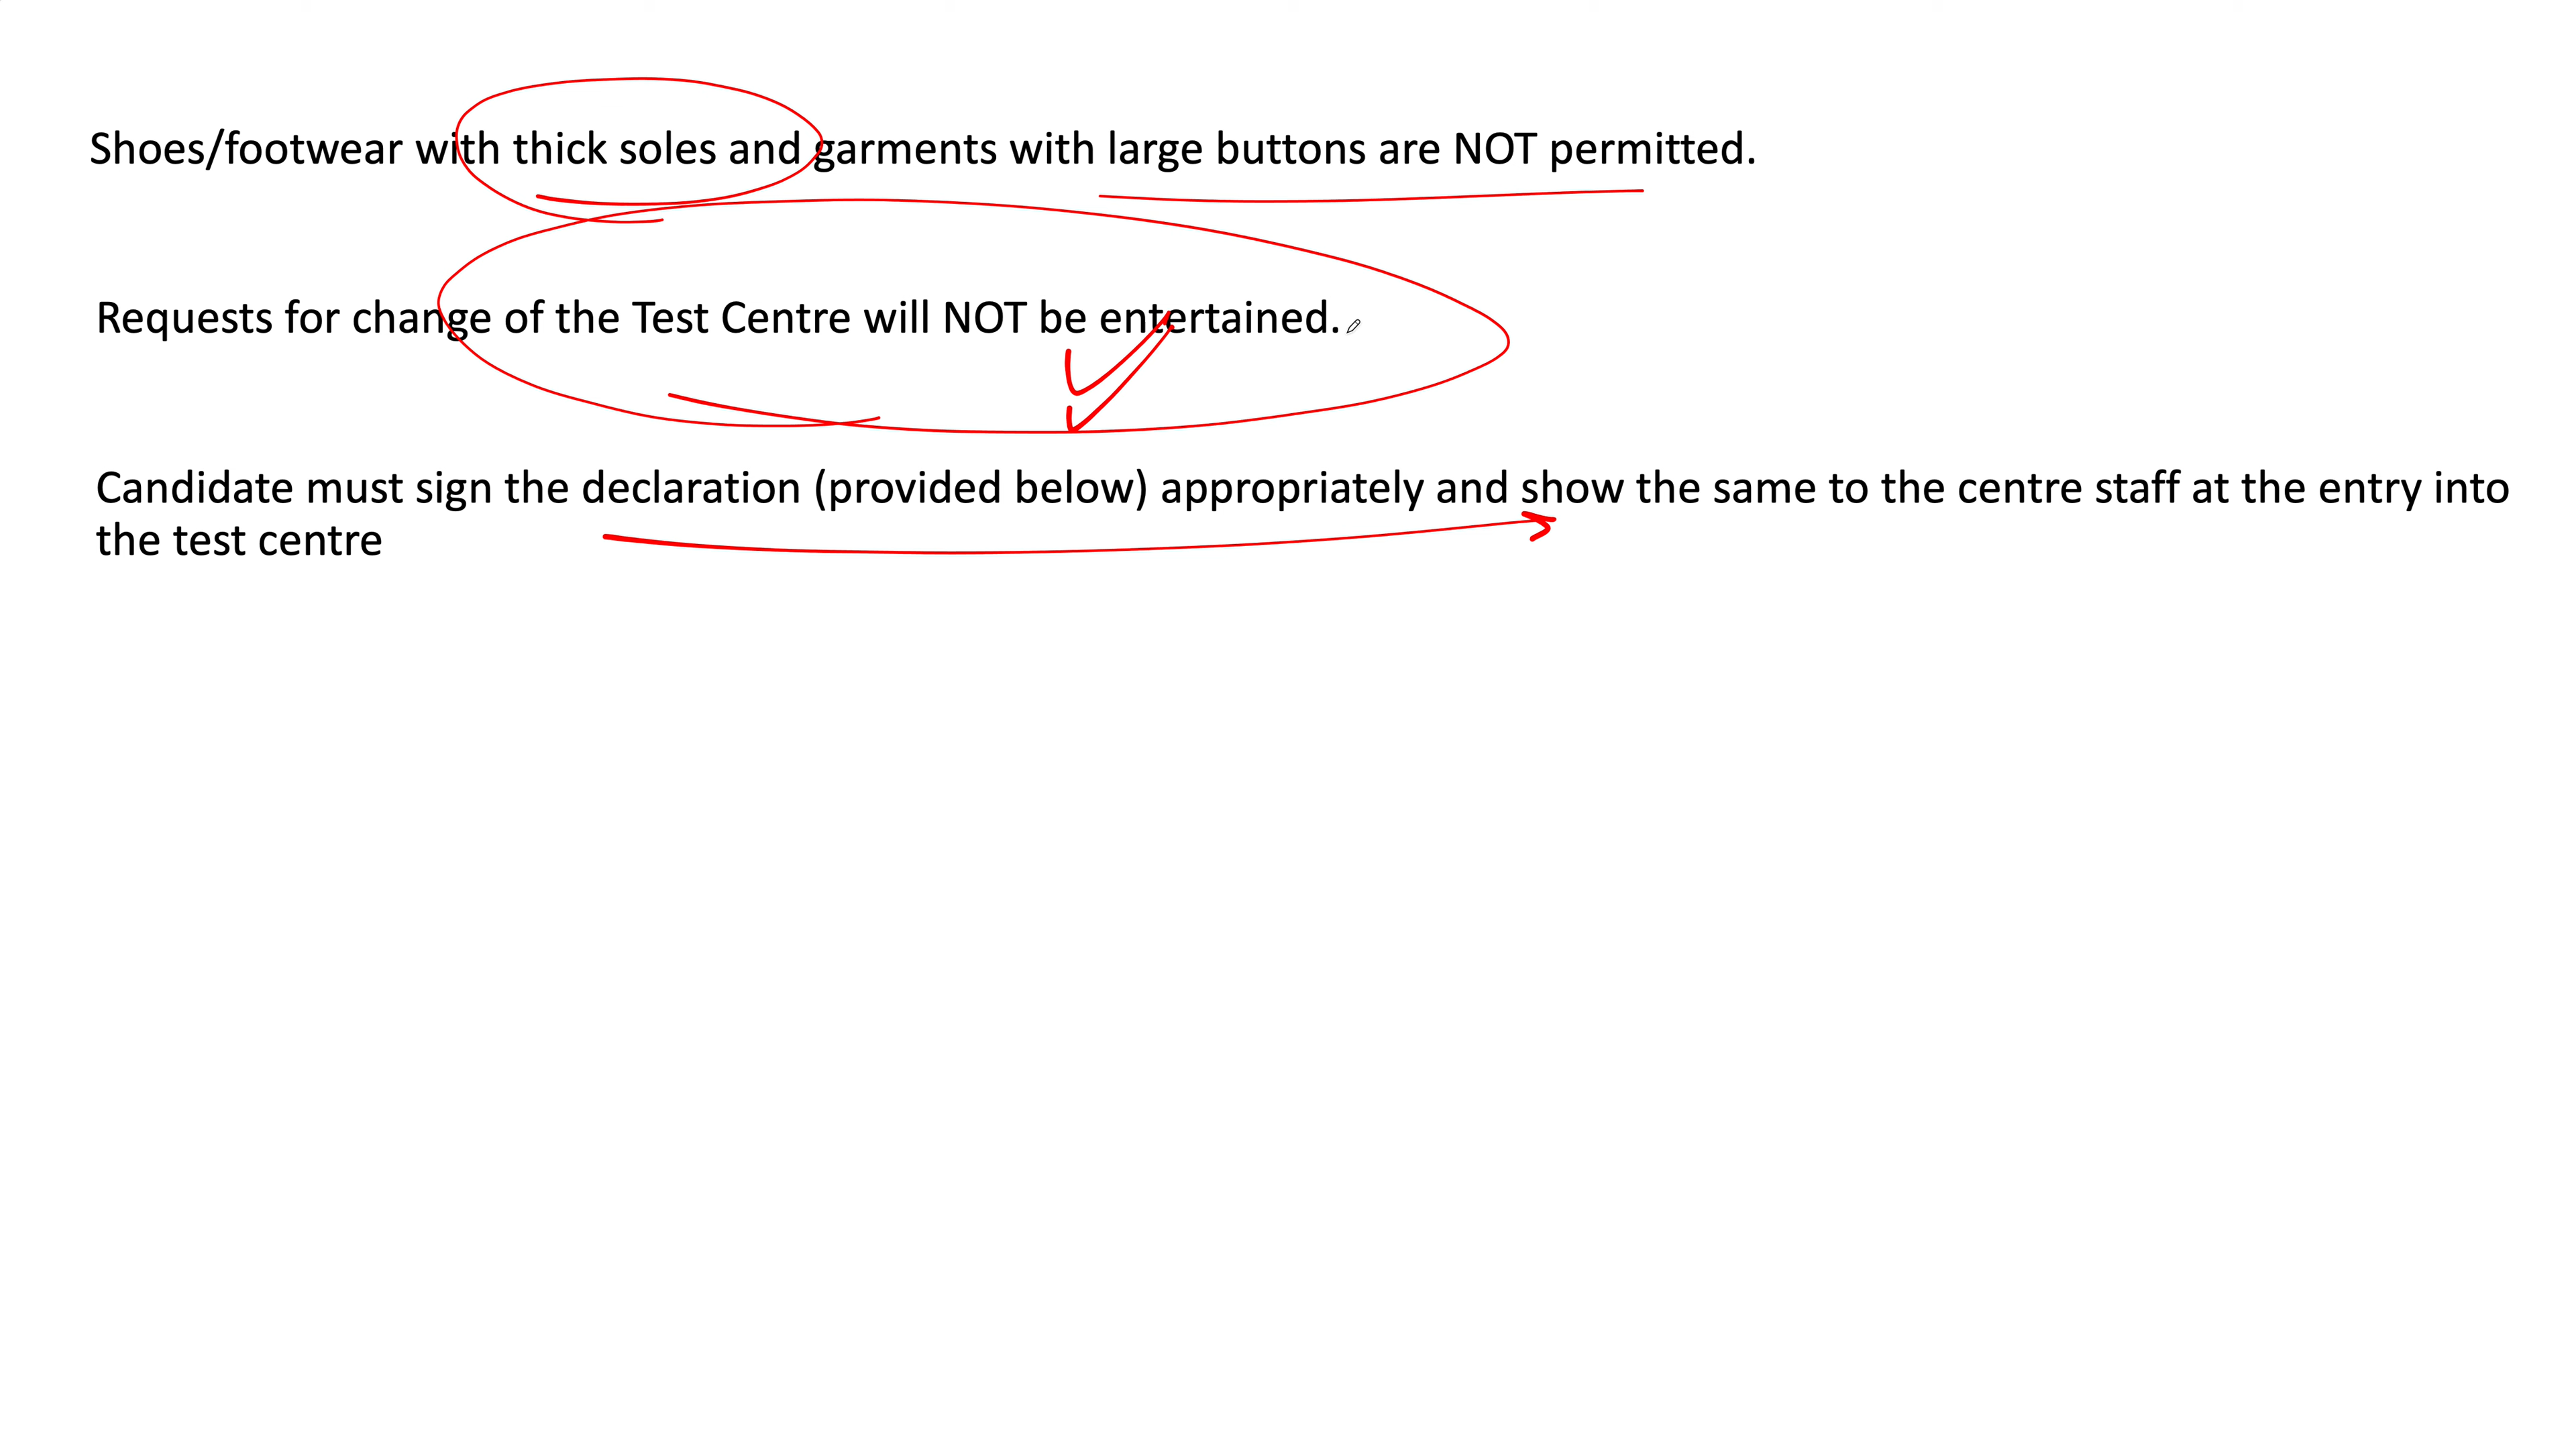 Shoes/footwear with thick soles and garments with large buttons are NOT permitted.
Requests for change of the Test Centre will NOT be entertained.
Candidate must sign the declaration (provided below) appropriately and show the same to the centre staff at the entry into
the test centre